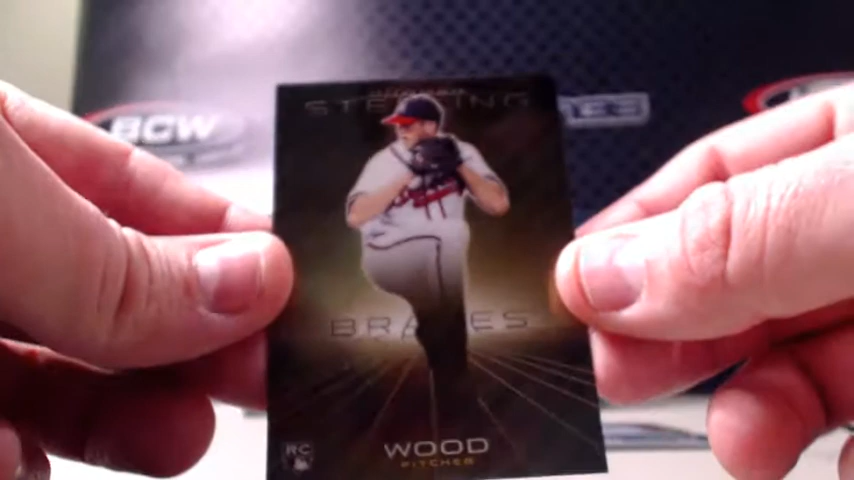 BCW
STERLING
BRAVES
WOOD
PITCHER
RC